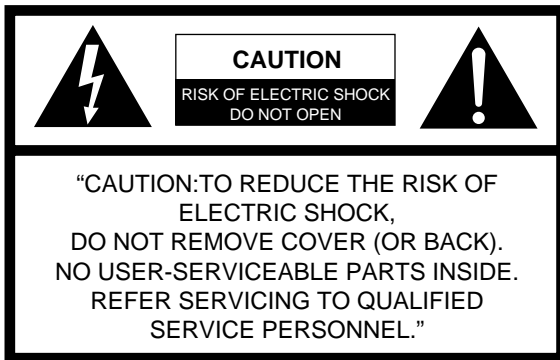 CAUTION
RISK OF ELECTRIC SHOCK
DO NOT OPEN
“CAUTION:TO REDUCE THE RISK OF
ELECTRIC SHOCK,
DO NOT REMOVE COVER (OR BACK).
NO USER-SERVICEABLE PARTS INSIDE.
REFER SERVICING TO QUALIFIED
SERVICE PERSONNEL.”